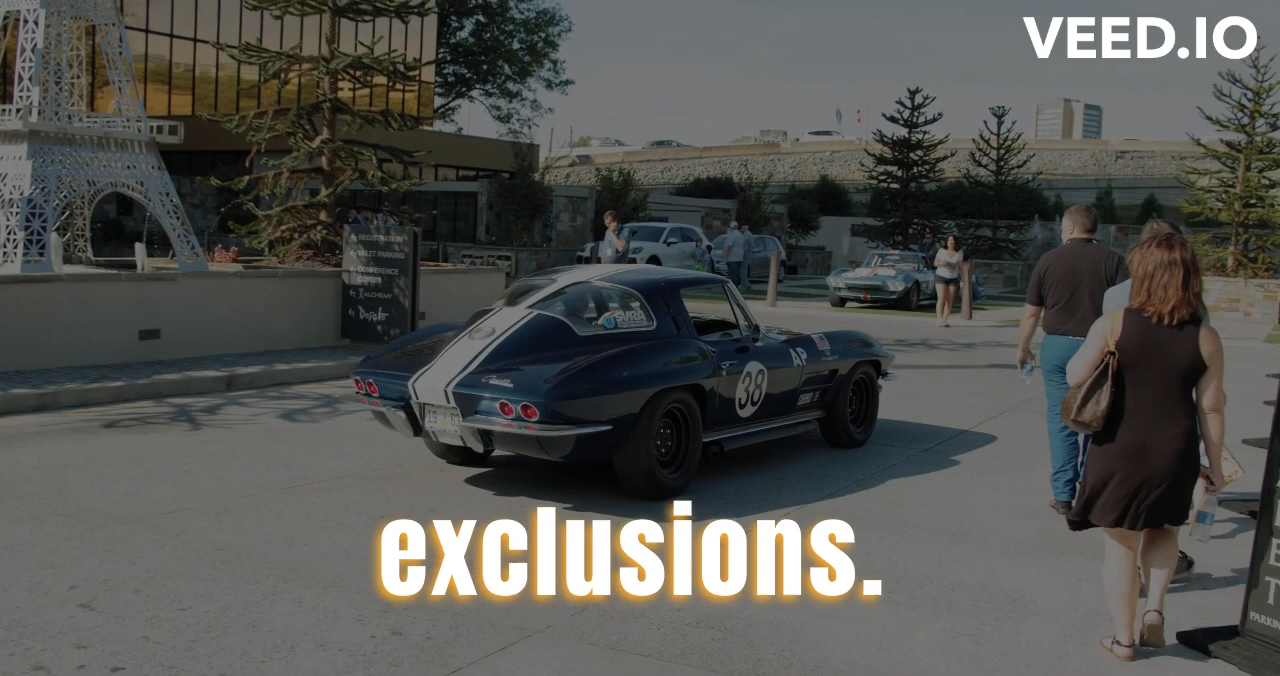 VEED.IO
REGISTRATION
VALET PARKING
CONFERENCE
CENTER
ALCHEMY
Dorato
SVRA
38
AP
exclusions.